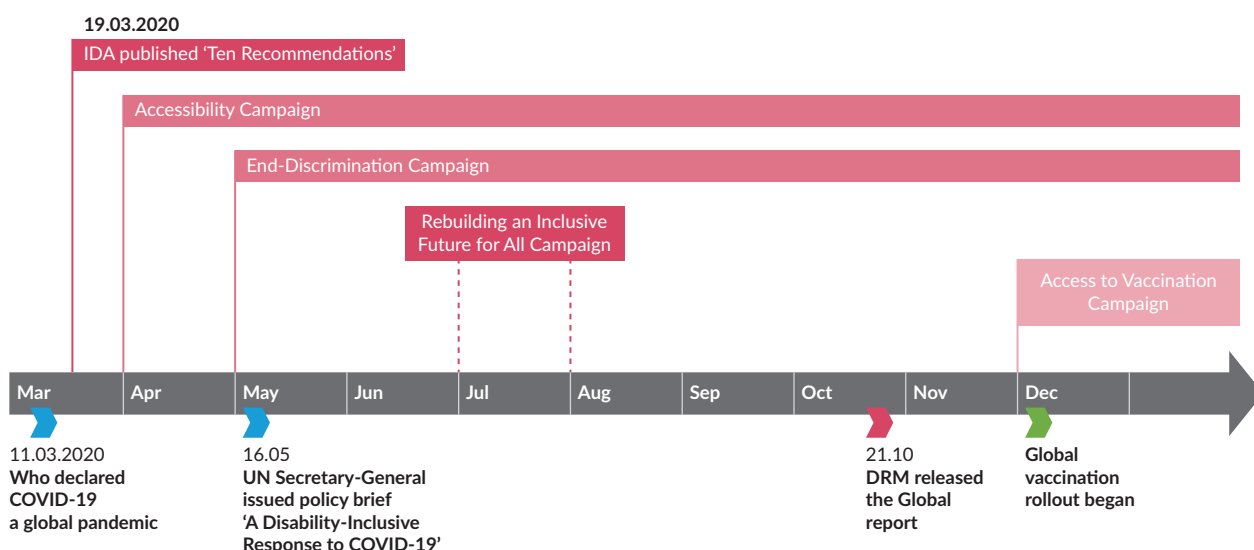 19.03.2020
IDA published ‘Ten Recommendations’
Accessibility Campaign
End-Discrimination Campaign
Rebuilding an Inclusive
Future for All Campaign
Access to Vaccination
Campaign
Mar
Apr
May
Jun
Jul
Aug
Sep
Oct
Nov
Dec
11.03.2020
Who declared
COVID-19
a global pandemic
16.05
UN Secretary-General
issued policy brief
‘A Disability-Inclusive
Response to COVID-19’
21.10
DRM released
the Global
report
Global
vaccination
rollout began